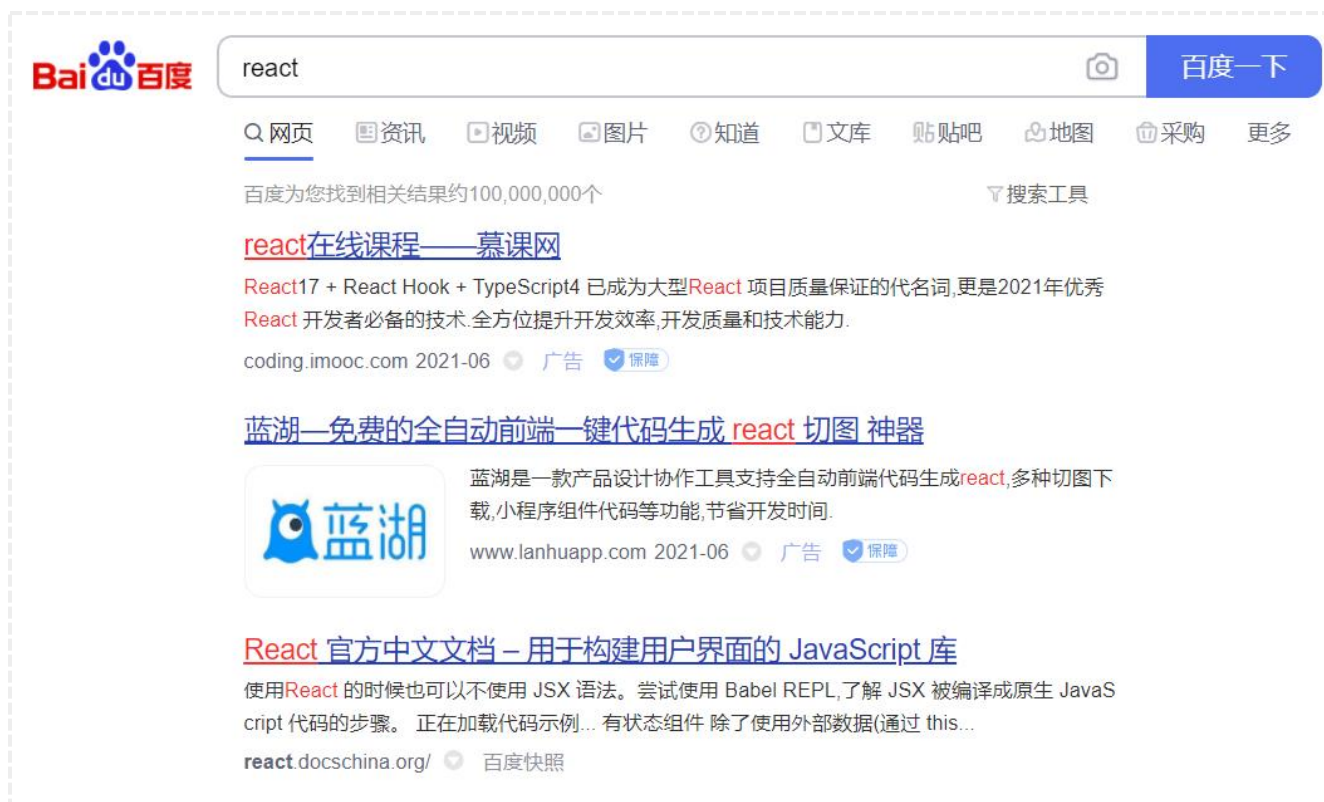 Bai du 百度
react
百度一下
网页 资讯 视频 图片 知道 文库 贴 贴吧 地图 采购 更多
百度为您找到相关结果约100,000,000个
搜索工具
react在线课程——慕课网
React17 + React Hook + TypeScript4 已成为大型React 项目质量保证的代名词,更是2021年优秀
React 开发者必备的技术.全方位提升开发效率,开发质量和技术能力.
coding.imooc.com 2021-06 广告 保障
蓝湖—免费的全自动前端一键代码生成 react 切图 神器
蓝湖
蓝湖是一款产品设计协作工具支持全自动前端代码生成react,多种切图下
载,小程序组件代码等功能,节省开发时间.
www.lanhuapp.com 2021-06 广告 保障
React 官方中文文档 – 用于构建用户界面的 JavaScript 库
使用React 的时候也可以不使用 JSX 语法。尝试使用 Babel REPL,了解 JSX 被编译成原生 JavaS
cript 代码的步骤。 正在加载代码示例... 有状态组件 除了使用外部数据(通过 this...
react.docschina.org/ 百度快照